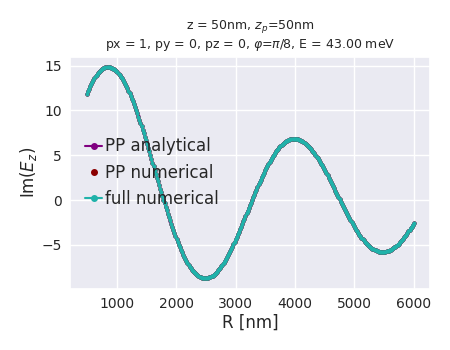 z = 50nm, z_p=50nm
px = 1, py = 0, pz = 0, φ=π/8, E = 43.00 meV
Im(E_z)
15
10
5
0
−5
PP analytical
PP numerical
full numerical
1000 2000 3000 4000 5000 6000
R [nm]